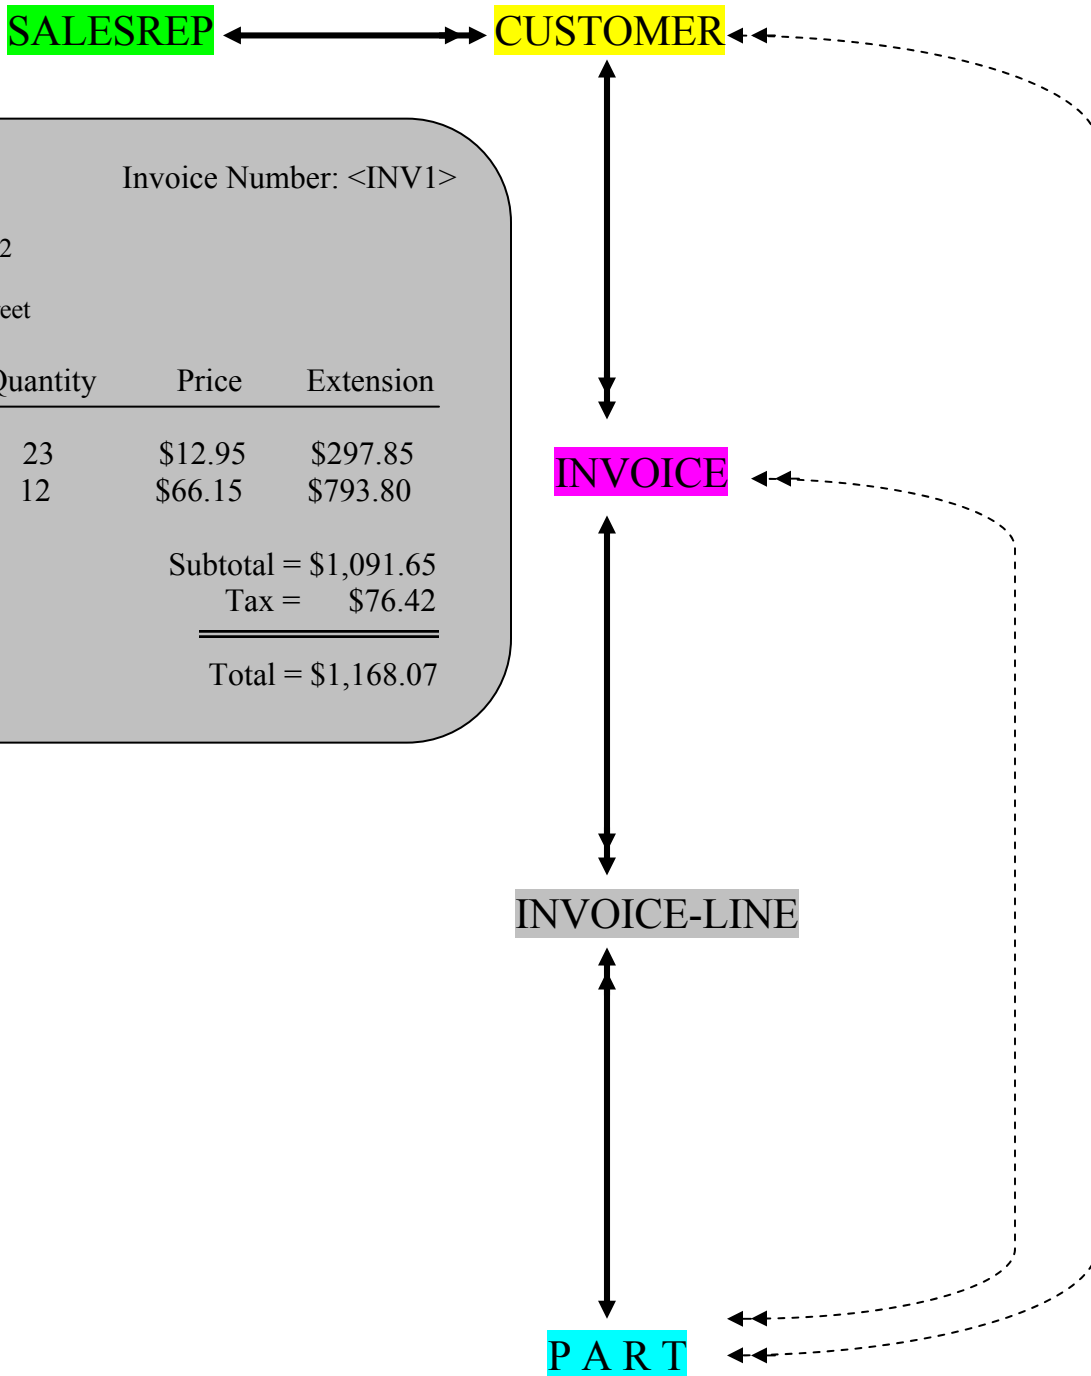 SALESREP CUSTOMER
Invoice Number: <INV1>
2
eet
uantity Price Extension
23 $12.95 $297.85
12 $66.15 $793.80
INVOICE
Subtotal = $1,091.65
Tax = $76.42
Total = $1,168.07
INVOICE-LINE
P A R T